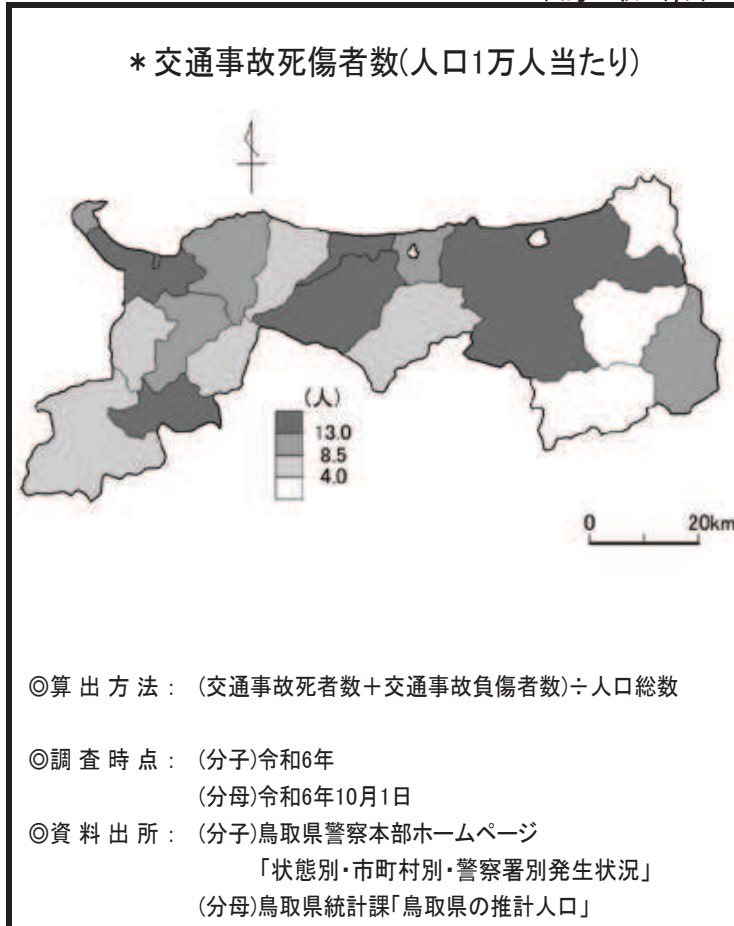 *交通事故死傷者数(人口1万人当たり)
(人)
13.0
8.5
4.0
0 20km
◎算出方法： (交通事故死者数＋交通事故負傷者数)÷人口総数
◎調査時点： (分子)令和6年
(分母)令和6年10月1日
◎資料出所： (分子)鳥取県警察本部ホームページ
「状態別・市町村別・警察署別発生状況」
(分母)鳥取県統計課「鳥取県の推計人口」